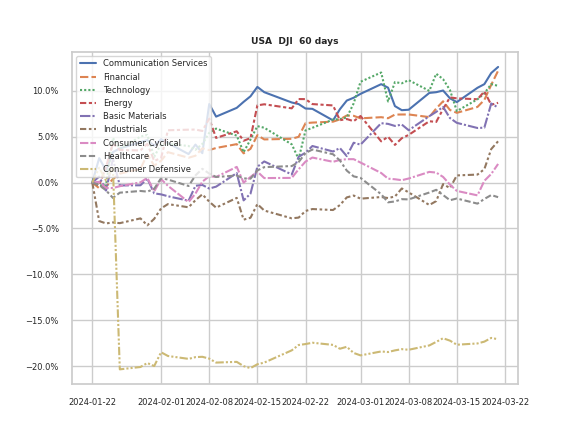 USA DJI 60 days
Communication Services
Financial
Technology
Energy
Basic Materials
Industrials
Consumer Cyclical
Healthcare
Consumer Defensive
10.0%
5.0%
0.0%
−5.0%
−10.0%
−15.0%
−20.0%
2024-01-22
2024-02-01
2024-02-08
2024-02-15
2024-02-22
2024-03-01
2024-03-08
2024-03-15
2024-03-22